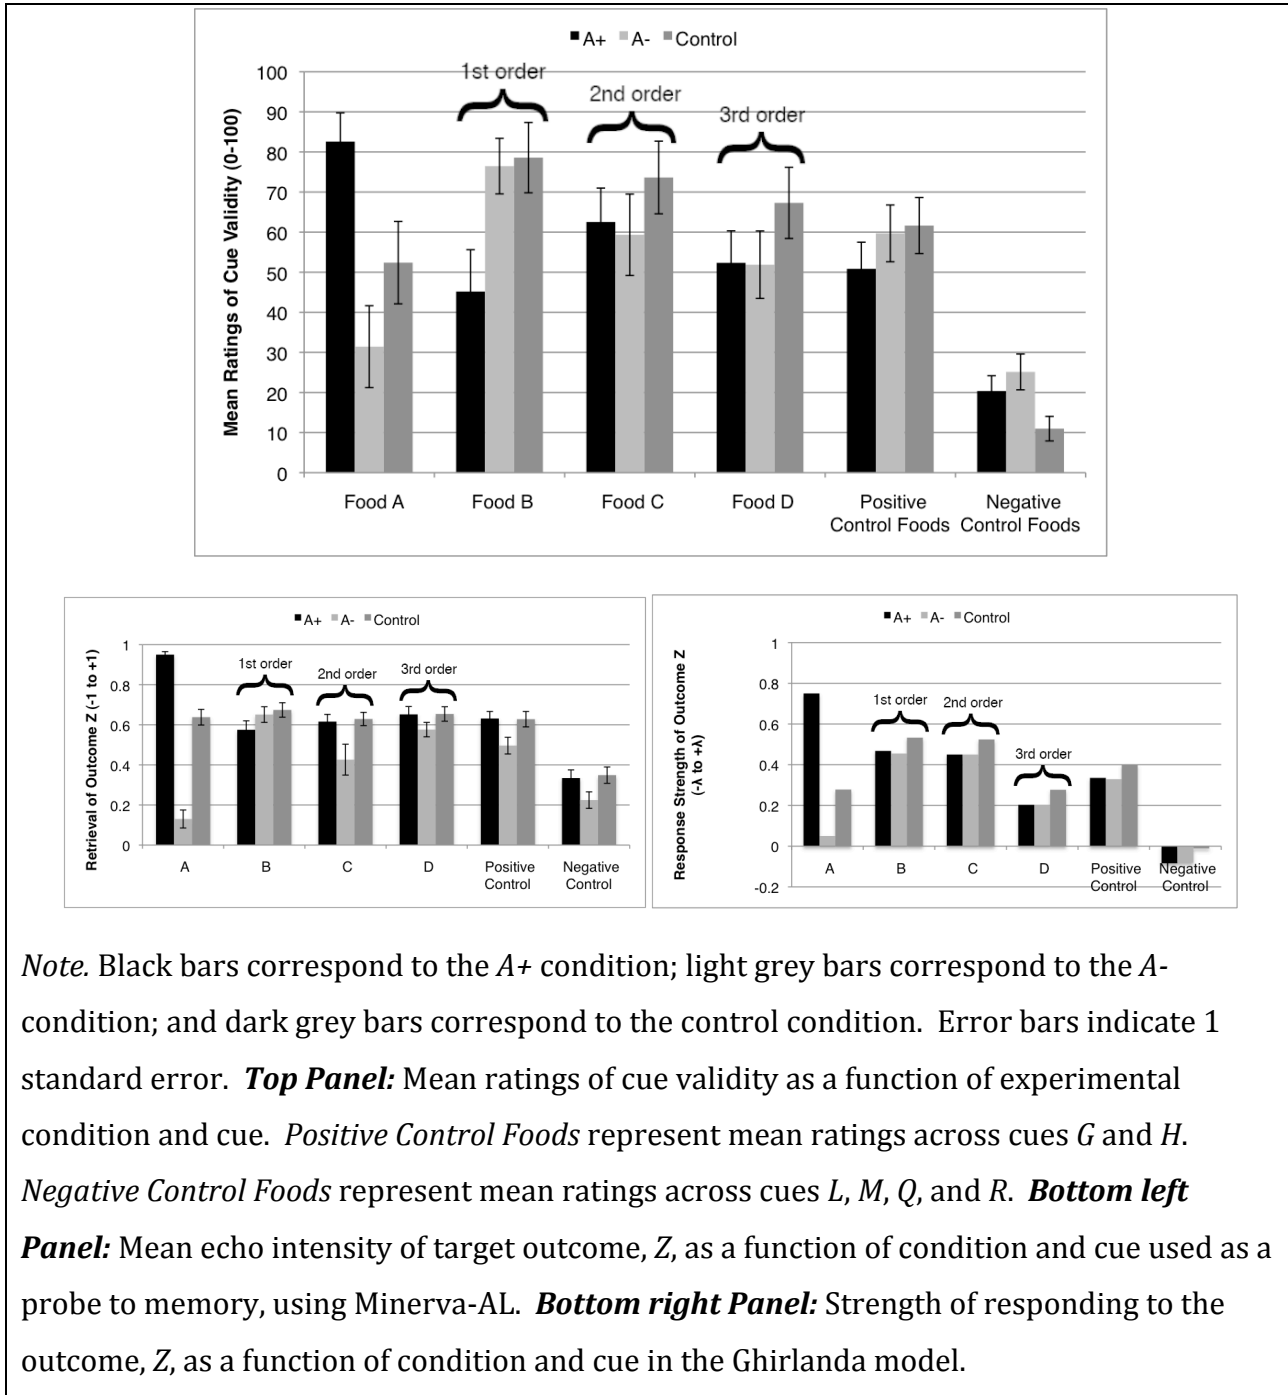 A+ A- Control
1st order
2nd order
3rd order
Mean Ratings of Cue Validity (0-100)
100
90
80
70
60
50
40
30
20
10
0
Food A Food B Food C Food D Positive Control Foods Negative Control Foods
A+ A- Control
1st order
2nd order
3rd order
Retrieval of Outcome Z (-1 to +1)
1
0.8
0.6
0.4
0.2
0
A B C D Positive Control Negative Control
A+ A- Control
1st order
2nd order
3rd order
Response Strength of Outcome Z
(-λ to +λ)
1
0.8
0.6
0.4
0.2
0
-0.2
A B C D Positive Control Negative Control
Note. Black bars correspond to the A+ condition; light grey bars correspond to the A-
condition; and dark grey bars correspond to the control condition. Error bars indicate 1
standard error. Top Panel: Mean ratings of cue validity as a function of experimental
condition and cue. Positive Control Foods represent mean ratings across cues G and H.
Negative Control Foods represent mean ratings across cues L, M, Q, and R. Bottom left
Panel: Mean echo intensity of target outcome, Z, as a function of condition and cue used as a
probe to memory, using Minerva-AL. Bottom right Panel: Strength of responding to the
outcome, Z, as a function of condition and cue in the Ghirlanda model.